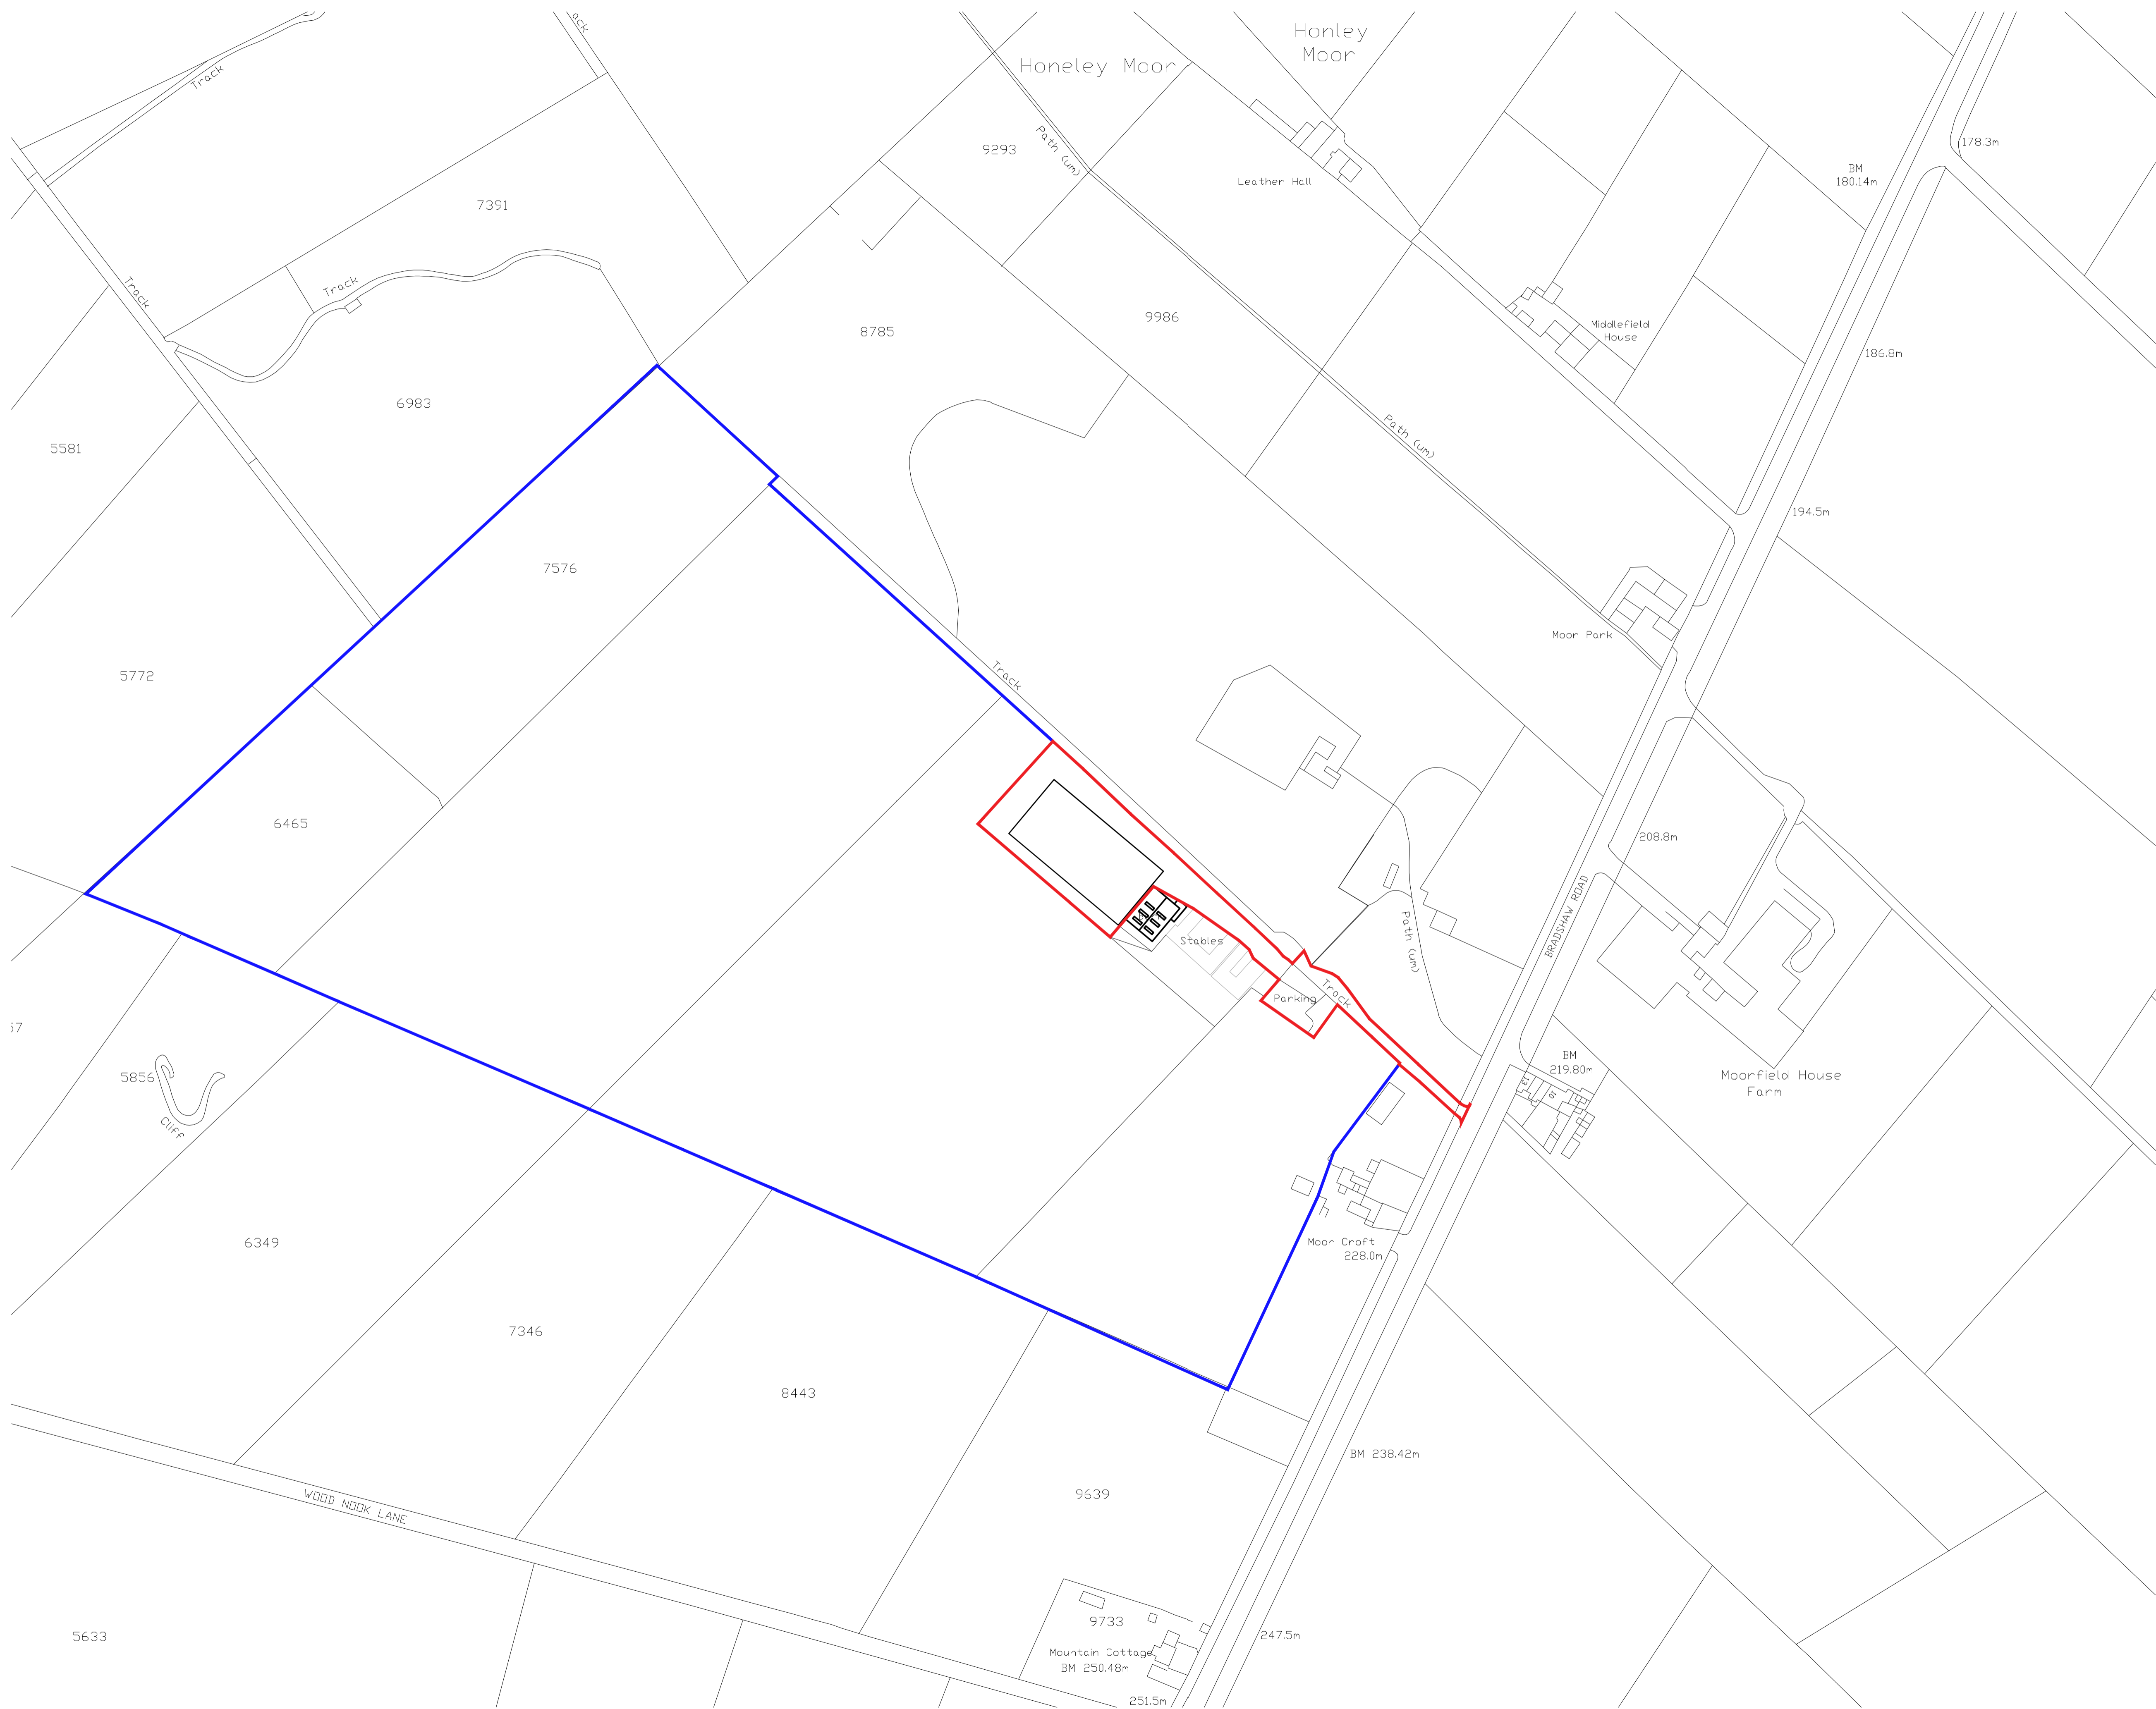 Honley
Moor
Honeley Moor
Track
Path (um)
9293
178.3m
BM
180.14m
Leather Hall
7391
Track
Track
8785
9986
Middlefield
House
186.8m
6983
5581
Path (um)
194.5m
7576
Moor Park
5772
Track
6465
208.8m
BRADSHAW ROAD
Path (um)
Stables
Track
Parking
BM
219.80m
Moorfield House
Farm
13
10
5856
Cliff
6349
Moor Croft
228.0m
7346
8443
BM 238.42m
9639
WOOD NOOK LANE
9733
5633
247.5m
Mountain Cottage
BM 250.48m
251.5m